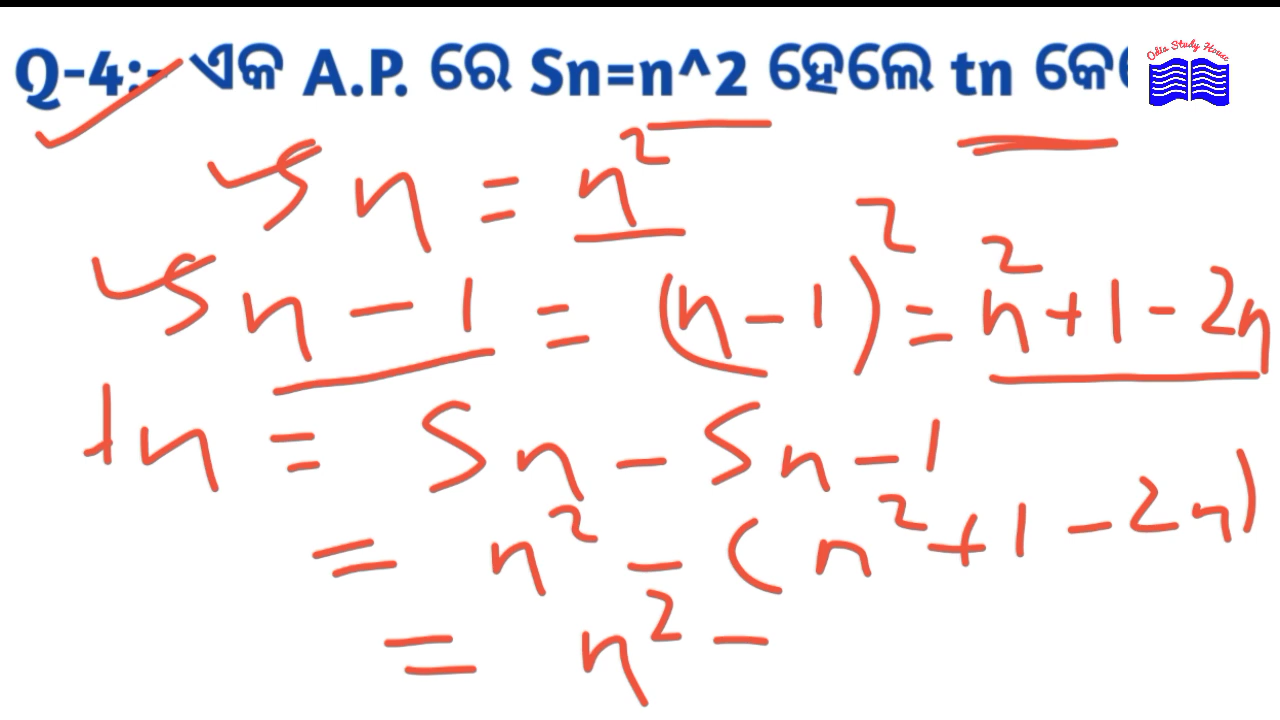 Q-4:- ଏକ A.P. ରେ Sn=n^2 ହେଲେ tn
Odia Study House
Sn = n²
Sn-1 = (n-1)² = n²+1-2n
tn = Sn - Sn-1
= n² - (n²+1-2n)
= n² -